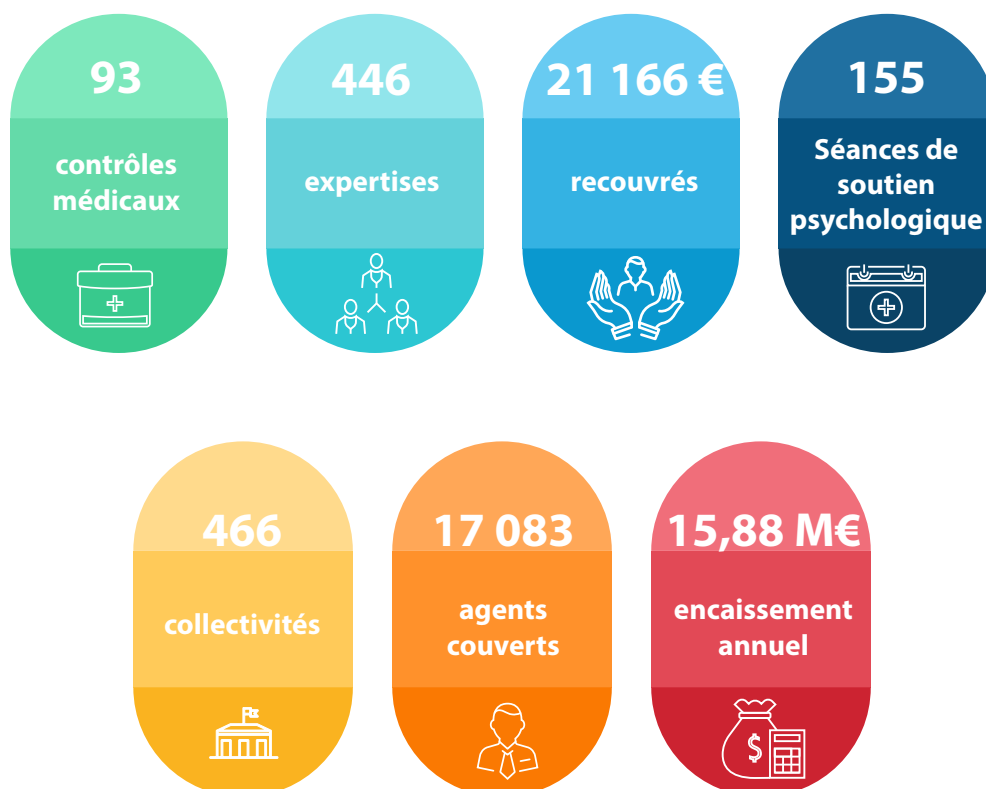 93
contrôles
médicaux
446
expertises
21 166 €
recouvrés
155
Séances de
soutien
psychologique
466
collectivités
17 083
agents
couverts
15,88 M€
encaissement
annuel
$